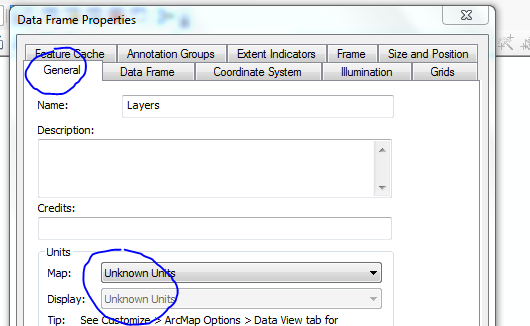 Data Frame Properties
Feature Cache Annotation Groups Extent Indicators Frame Size and Position
General Data Frame Coordinate System Illumination Grids
Name: Layers
Description:
Credits:
Units
Map: Unknown Units
Display: Unknown Units
Tip: See Customize > ArcMap Options > Data View tab for